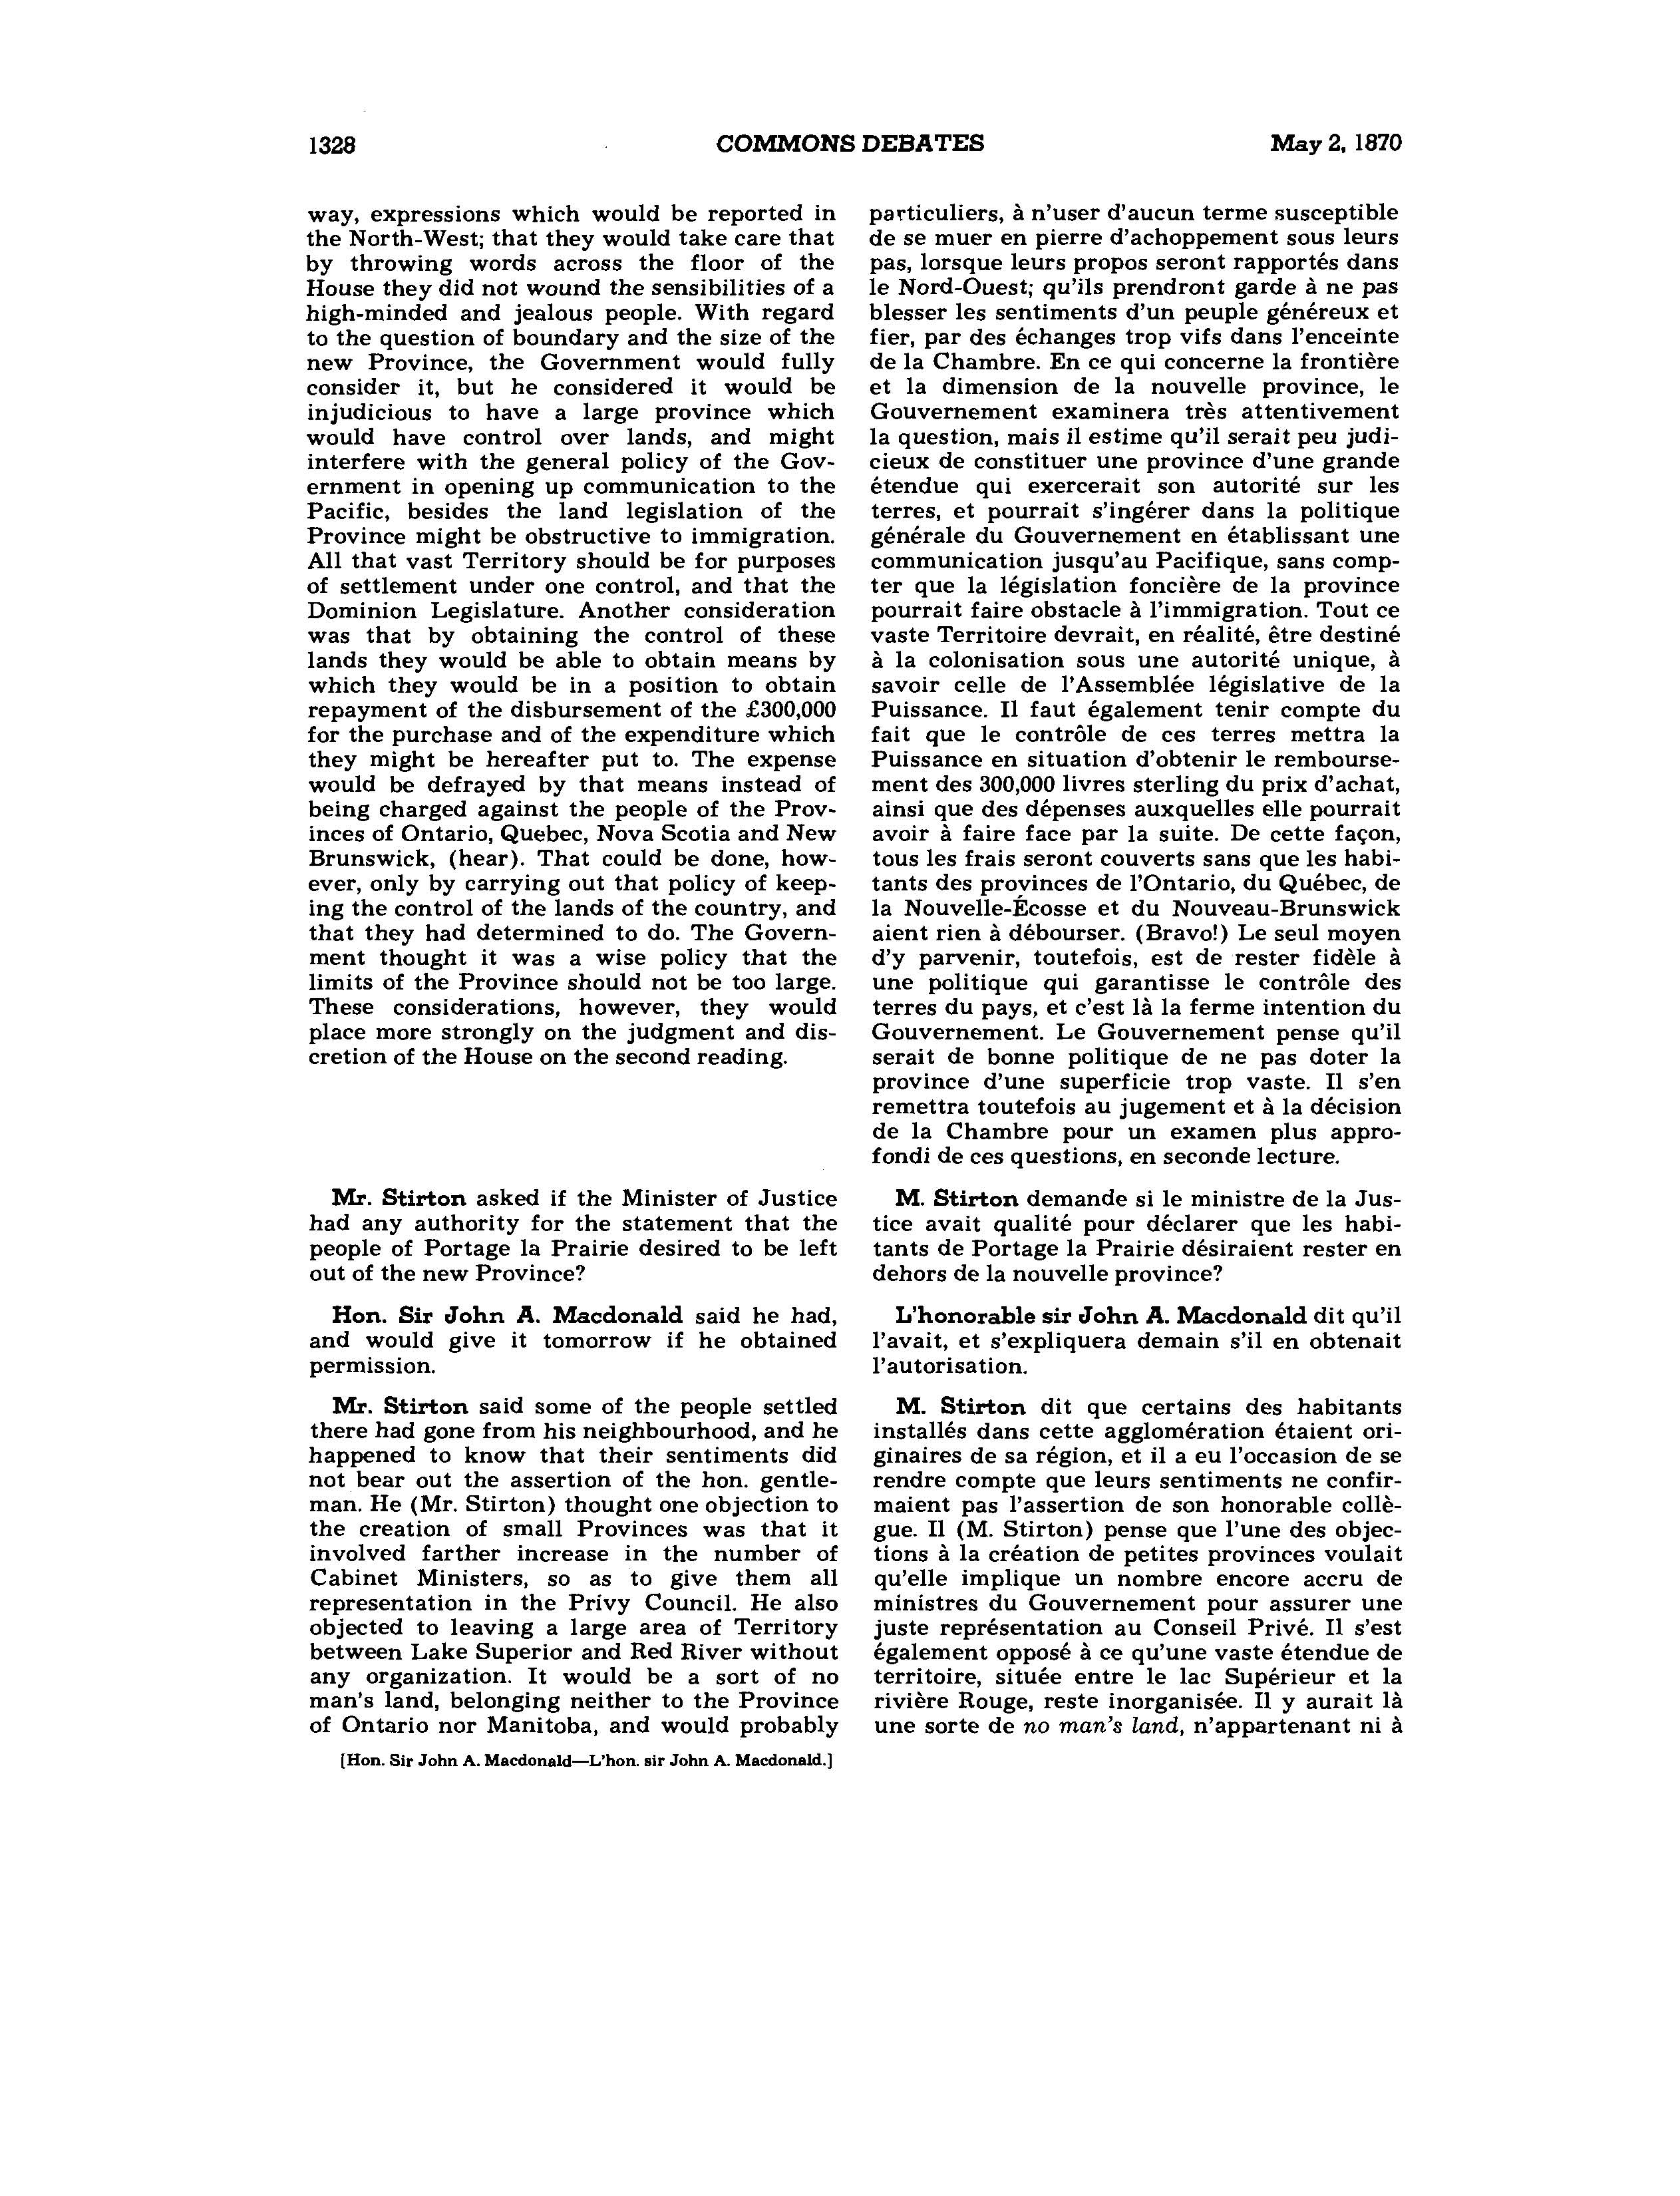 1328 COMMONS DEBATES May 2, 1870
way, expressions which would be reported in
the North-West; that they would take care that
by throwing words across the floor of the
House they did not wound the sensibilities of a
high-minded and jealous people. With regard
to the question of boundary and the size of the
new Province, the Government would fully
consider it, but he considered it would be
injudicious to have a large province which
would have control over lands, and might
interfere with the general policy of the Gov-
ernment in opening up communication to the
Pacific, besides the land legislation of the
Province might be obstructive to immigration.
All that vast Territory should be for purposes
of settlement under one control, and that the
Dominion Legislature. Another consideration
was that by obtaining the control of these
lands they would be able to obtain means by
which they would be in a position to obtain
repayment of the disbursement of the £300,000
for the purchase and of the expenditure which
they might be hereafter put to. The expense
would be defrayed by that means instead of
being charged against the people of the Prov-
inces of Ontario, Quebec, Nova Scotia and New
Brunswick, (hear). That could be done, how-
ever, only by carrying out that policy of keep-
ing the control of the lands of the country, and
that they had determined to do. The Govern-
ment thought it was a wise policy that the
limits of the Province should not be too large.
These considerations, however, they would
place more strongly on the judgment and dis-
cretion of the House on the second reading.
Mr. Stirton asked if the Minister of Justice
had any authority for the statement that the
people of Portage la Prairie desired to be left
out of the new Province?
Hon. Sir John A. Macdonald said he had,
and would give it tomorrow if he obtained
permission.
Mr. Stirton said some of the people settled
there had gone from his neighbourhood, and he
happened to know that their sentiments did
not bear out the assertion of the hon. gentle-
man. He (Mr. Stirton) thought one objection to
the creation of small Provinces was that it
involved farther increase in the number of
Cabinet Ministers, so as to give them all
representation in the Privy Council. He also
objected to leaving a large area of Territory
between Lake Superior and Red River without
any organization. It would be a sort of no
man's land, belonging neither to the Province
of Ontario nor Manitoba, and would probably
[Hon. Sir John A. Macdonald—L'hon. sir John A. Macdonald.]
particuliers, à n'user d'aucun terme susceptible
de se muer en pierre d'achoppement sous leurs
pas, lorsque leurs propos seront rapportés dans
le Nord-Ouest; qu'ils prendront garde à ne pas
blesser les sentiments d'un peuple généreux et
fier, par des échanges trop vifs dans l'enceinte
de la Chambre. En ce qui concerne la frontière
et la dimension de la nouvelle province, le
Gouvernement examinera très attentivement
la question, mais il estime qu'il serait peu judi-
cieux de constituer une province d'une grande
étendue qui exercerait son autorité sur les
terres, et pourrait s'ingérer dans la politique
générale du Gouvernement en établissant une
communication jusqu'au Pacifique, sans comp-
ter que la législation foncière de la province
pourrait faire obstacle à l'immigration. Tout ce
vaste Territoire devrait, en réalité, être destiné
à la colonisation sous une autorité unique, à
savoir celle de l'Assemblée législative de la
Puissance. Il faut également tenir compte du
fait que le contrôle de ces terres mettra la
Puissance en situation d'obtenir le rembourse-
ment des 300,000 livres sterling du prix d'achat,
ainsi que des dépenses auxquelles elle pourrait
avoir à faire face par la suite. De cette façon,
tous les frais seront couverts sans que les habi-
tants des provinces de l'Ontario, du Québec, de
la Nouvelle-Écosse et du Nouveau-Brunswick
aient rien à débourser. (Bravo!) Le seul moyen
d'y parvenir, toutefois, est de rester fidèle à
une politique qui garantisse le contrôle des
terres du pays, et c'est là la ferme intention du
Gouvernement. Le Gouvernement pense qu'il
serait de bonne politique de ne pas doter la
province d'une superficie trop vaste. Il s'en
remettra toutefois au jugement et à la décision
de la Chambre pour un examen plus appro-
fondi de ces questions, en seconde lecture.
M. Stirton demande si le ministre de la Jus-
tice avait qualité pour déclarer que les habi-
tants de Portage la Prairie désiraient rester en
dehors de la nouvelle province?
L'honorable sir John A. Macdonald dit qu'il
l'avait, et s'expliquera demain s'il en obtenait
l'autorisation.
M. Stirton dit que certains des habitants
installés dans cette agglomération étaient ori-
ginaires de sa région, et il a eu l'occasion de se
rendre compte que leurs sentiments ne confir-
maient pas l'assertion de son honorable collè-
gue. Il (M. Stirton) pense que l'une des objec-
tions à la création de petites provinces voulait
qu'elle implique un nombre encore accru de
ministres du Gouvernement pour assurer une
juste représentation au Conseil Privé. Il s'est
également opposé à ce qu'une vaste étendue de
territoire, située entre le lac Supérieur et la
rivière Rouge, reste inorganisée. Il y aurait là
une sorte de no man's land, n'appartenant ni à